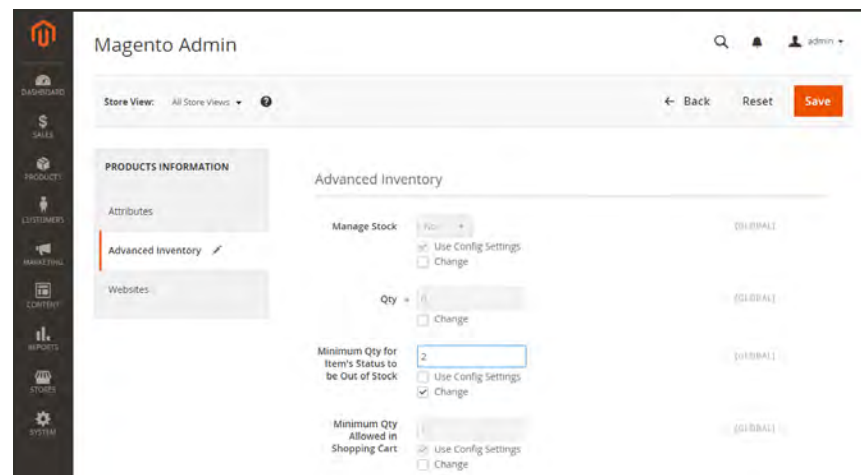 Magento Admin
admin
DASHBOARD
SALES
PRODUCTS
CUSTOMERS
MARKETING
CONTENT
REPORTS
STORES
SYSTEM
Store View: All Store Views
Back
Reset
Save
PRODUCTS INFORMATION
Attributes
Advanced Inventory
Websites
Advanced Inventory
Manage Stock
[GLOBAL]
Use Config Settings
Change
Qty *
0
[GLOBAL]
Change
Minimum Qty for
Item's Status to
be Out of Stock
2
[GLOBAL]
Use Config Settings
Change
Minimum Qty
Allowed in
Shopping Cart
[GLOBAL]
Use Config Settings
Change